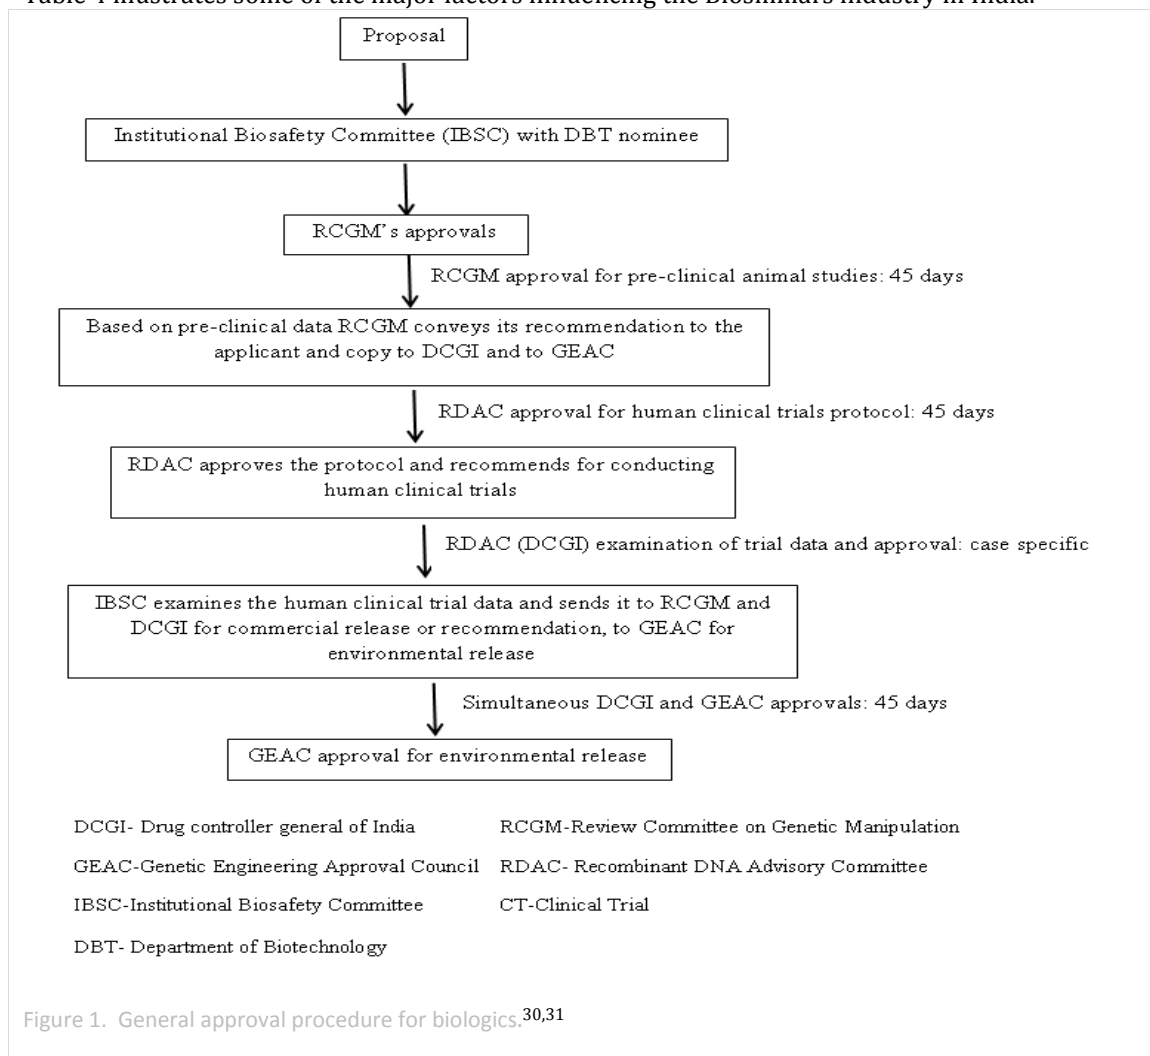 Table 4 illustrates some of the major factors influencing the Biosimilars industry in India.
Proposal
Institutional Biosafety Committee (IBSC) with DBT nominee
RCGM's approvals
RCGM approval for pre-clinical animal studies: 45 days
Based on pre-clinical data RCGM conveys its recommendation to the
applicant and copy to DCGI and to GEAC
RDAC approval for human clinical trials protocol: 45 days
RDAC approves the protocol and recommends for conducting
human clinical trials
RDAC (DCGI) examination of trial data and approval: case specific
IBSC examines the human clinical trial data and sends it to RCGM and
DCGI for commercial release or recommendation, to GEAC for
environmental release
Simultaneous DCGI and GEAC approvals: 45 days
GEAC approval for environmental release
DCGI- Drug controller general of India
RCGM-Review Committee on Genetic Manipulation
GEAC-Genetic Engineering Approval Council
RDAC- Recombinant DNA Advisory Committee
IBSC-Institutional Biosafety Committee
CT-Clinical Trial
DBT- Department of Biotechnology
Figure 1. General approval procedure for biologics.30,31